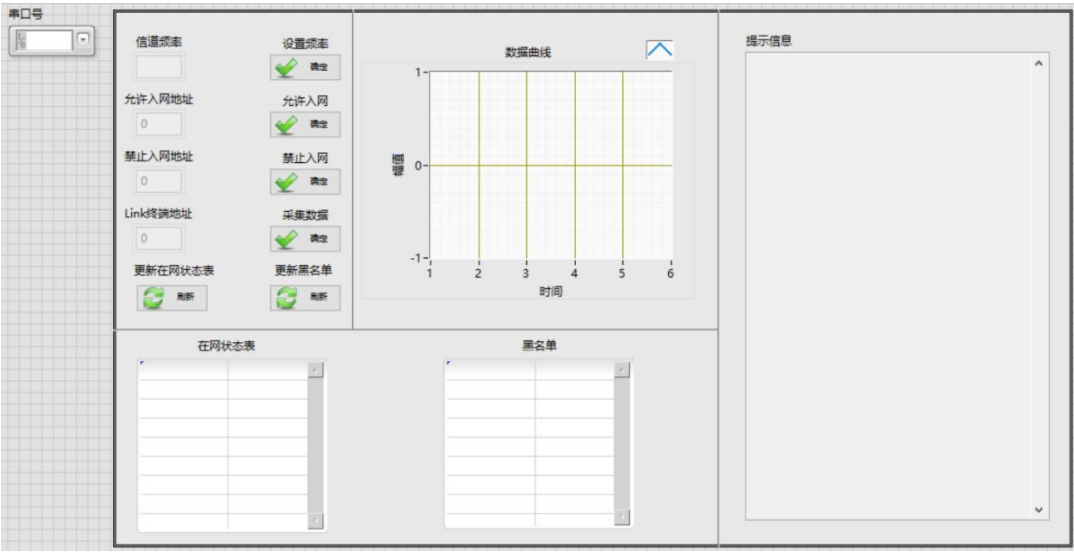 串口号
信道频率
设置频率
确定
允许入网地址
允许入网
0
确定
禁止入网地址
禁止入网
0
确定
Link终端地址
采集数据
0
确定
更新在网状态表
更新黑名单
刷新
刷新
数据曲线
幅值
1
0
-1
1 2 3 4 5 6
时间
在网状态表
黑名单
提示信息